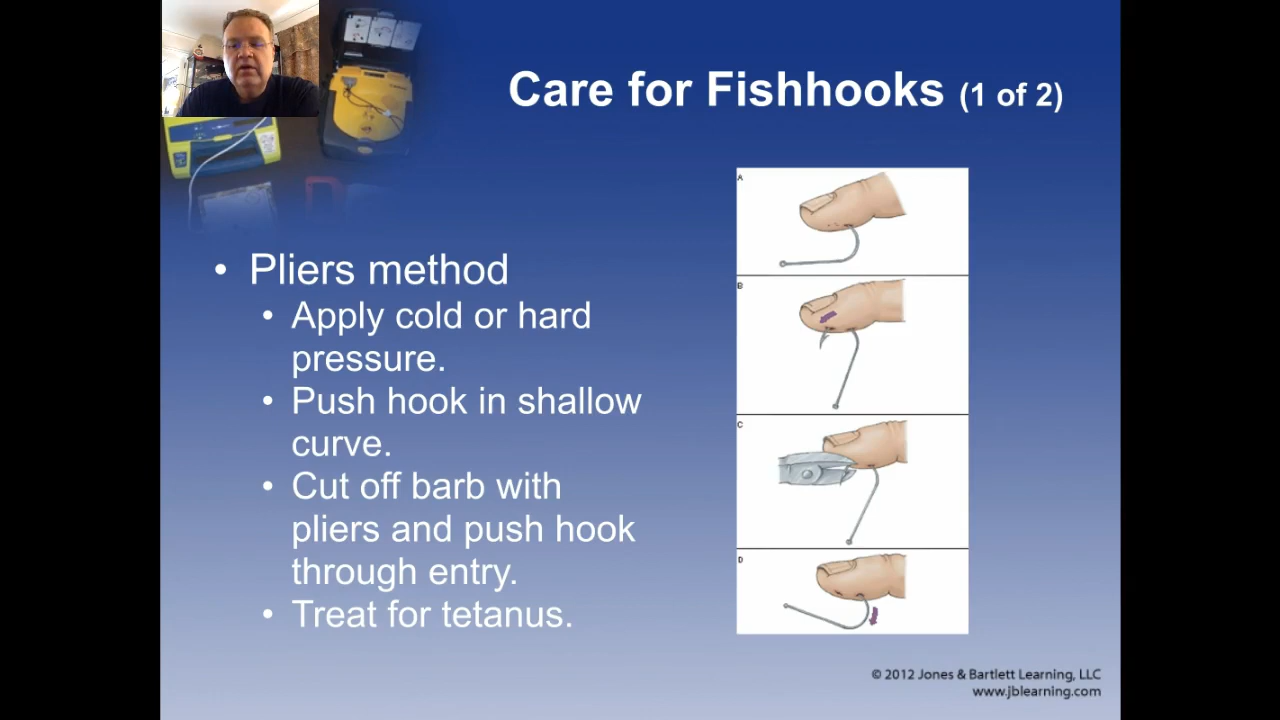 Care for Fishhooks (1 of 2)
• Pliers method
• Apply cold or hard
pressure.
• Push hook in shallow
curve.
• Cut off barb with
pliers and push hook
through entry.
• Treat for tetanus.
A
B
C
D
© 2012 Jones & Bartlett Learning, LLC
www.jblearning.com